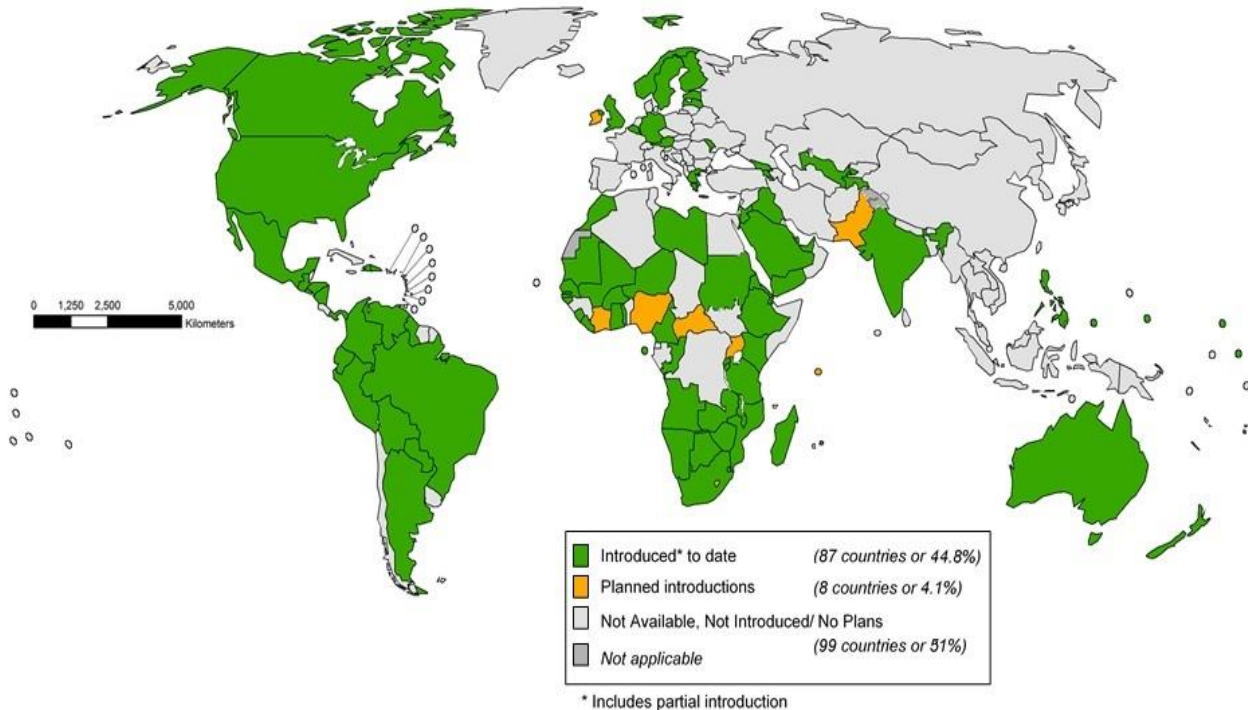 0 1,250 2,500 5,000
Kilometers
Introduced* to date (87 countries or 44.8%)
Planned introductions (8 countries or 4.1%)
Not Available, Not Introduced/ No Plans
(99 countries or 51%)
Not applicable
* Includes partial introduction